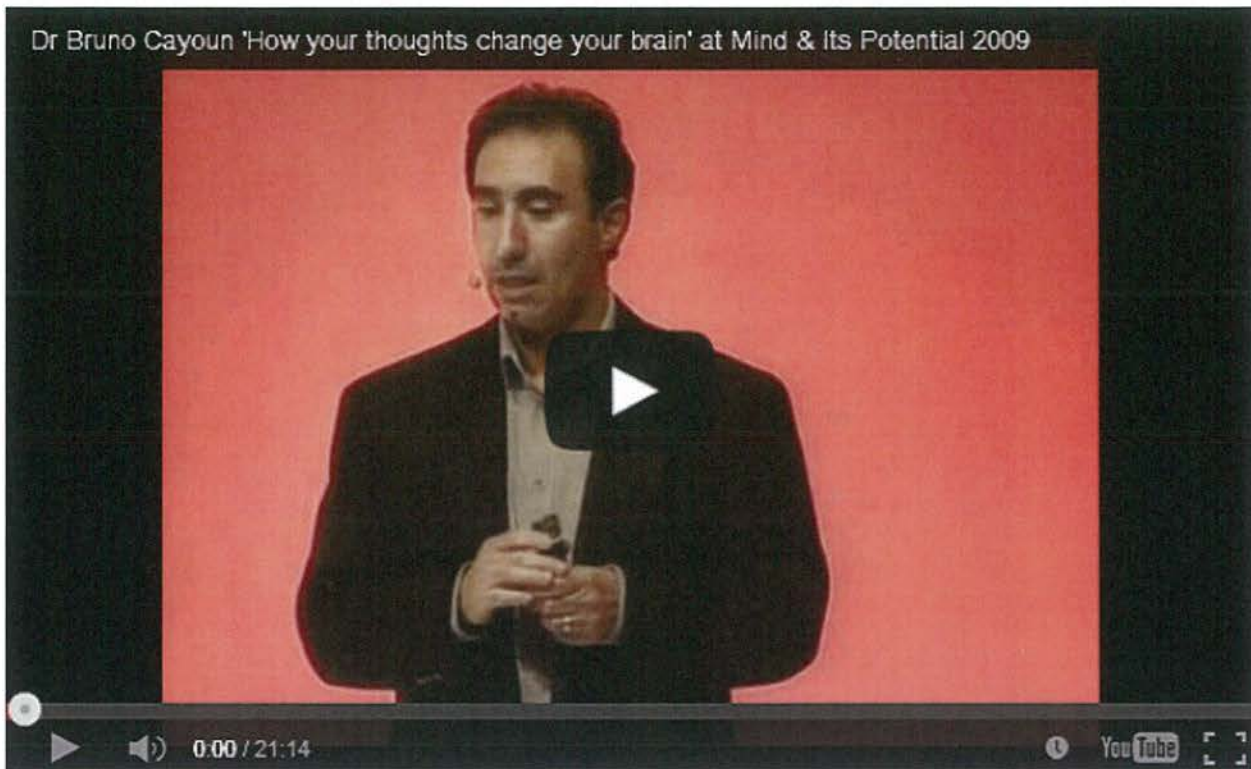 Dr Bruno Cayoun 'How your thoughts change your brain' at Mind & Its Potential 2009
0:00 / 21:14
YouTube